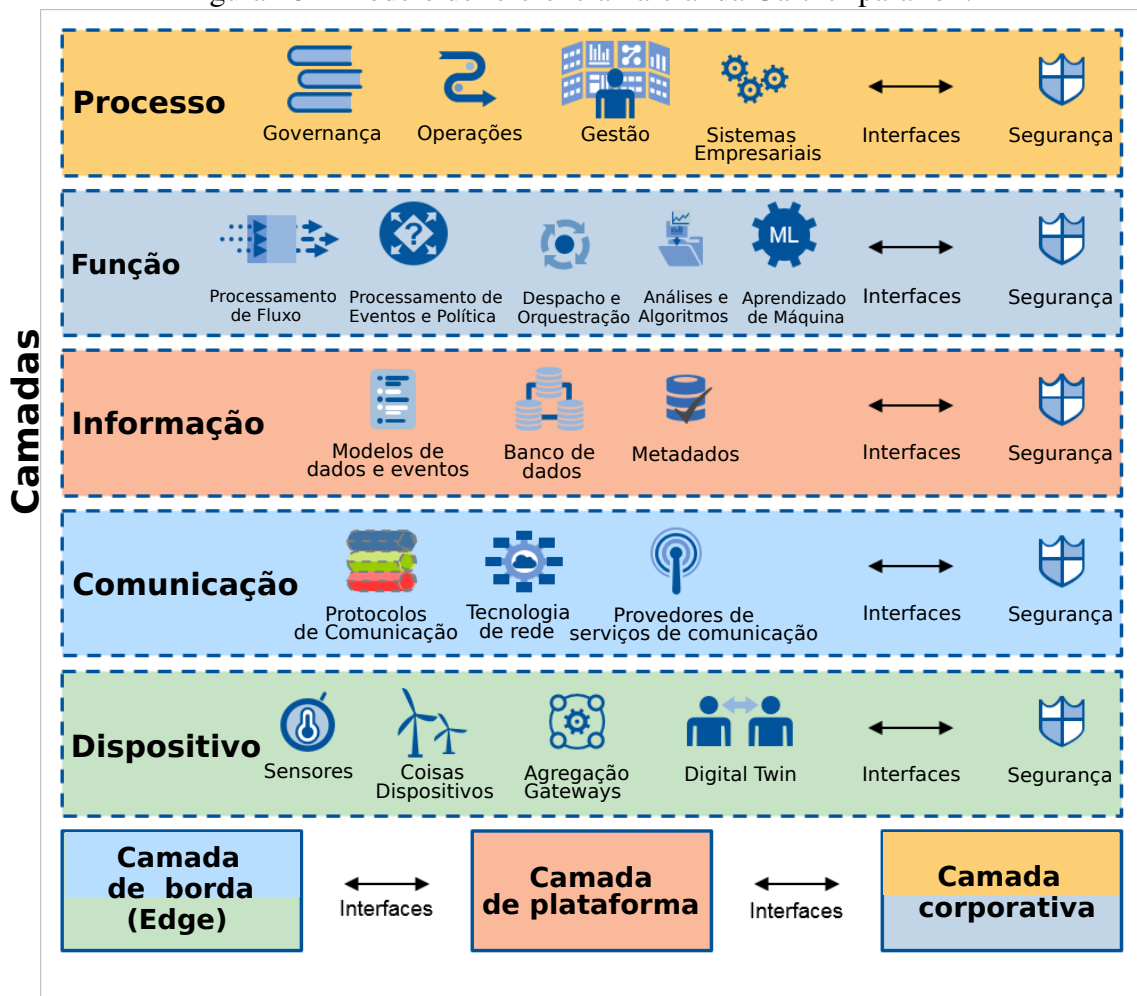 Camadas
Processo
Governança
Operações
Gestão
Sistemas
Empresariais
Interfaces
Segurança
Função
Processamento
de Fluxo
?
Processamento de
Eventos e Política
Despacho e
Orquestração
Análises e
Algoritmos
ML
Aprendizado
de Máquina
Interfaces
Segurança
Informação
Modelos de
dados e eventos
Banco de
dados
Metadados
Interfaces
Segurança
Comunicação
Protocolos
de Comunicação
Tecnologia
de rede
Provedores de
serviços de comunicação
Interfaces
Segurança
Dispositivo
Sensores
Coisas
Dispositivos
Agregação
Gateways
Digital Twin
Interfaces
Segurança
Camada
de borda
(Edge)
Interfaces
Camada
de plataforma
Interfaces
Camada
corporativa